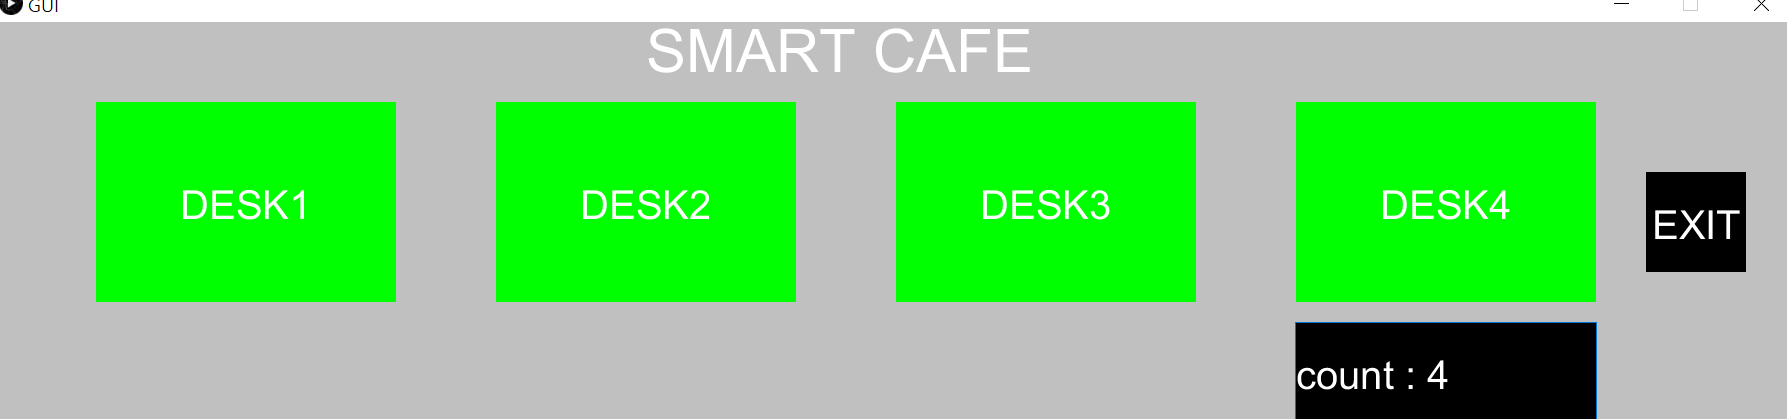 GUI
SMART CAFE
DESK1
DESK2
DESK3
DESK4
EXIT
count : 4